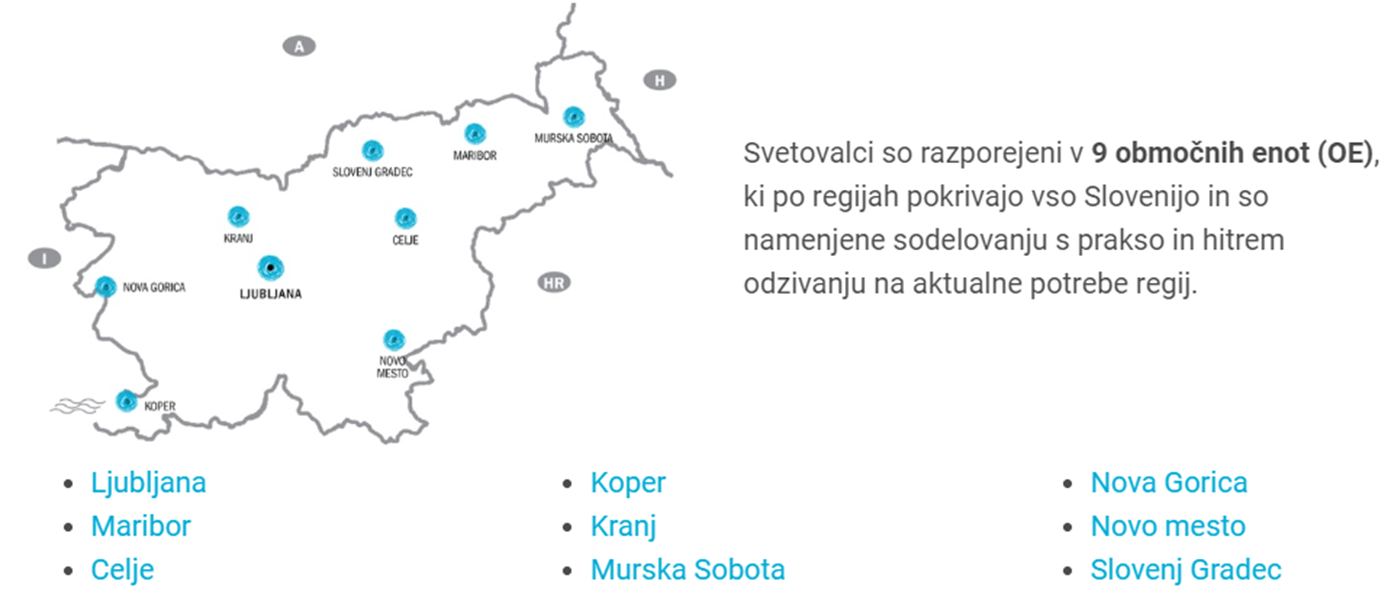 A
H
MURSKA SOBOTA
MARIBOR
SLOVENJ GRADEC
KRANJ
CELJE
I
NOVA GORICA
LJUBLJANA
HR
NOVO
MESTO
KOPER
Svetovalci so razporejeni v 9 območnih enot (OE),
ki po regijah pokrivajo vso Slovenijo in so
namenjene sodelovanju s prakso in hitrem
odzivanju na aktualne potrebe regij.
Ljubljana
Maribor
Celje
Koper
Kranj
Murska Sobota
Nova Gorica
Novo mesto
Slovenj Gradec